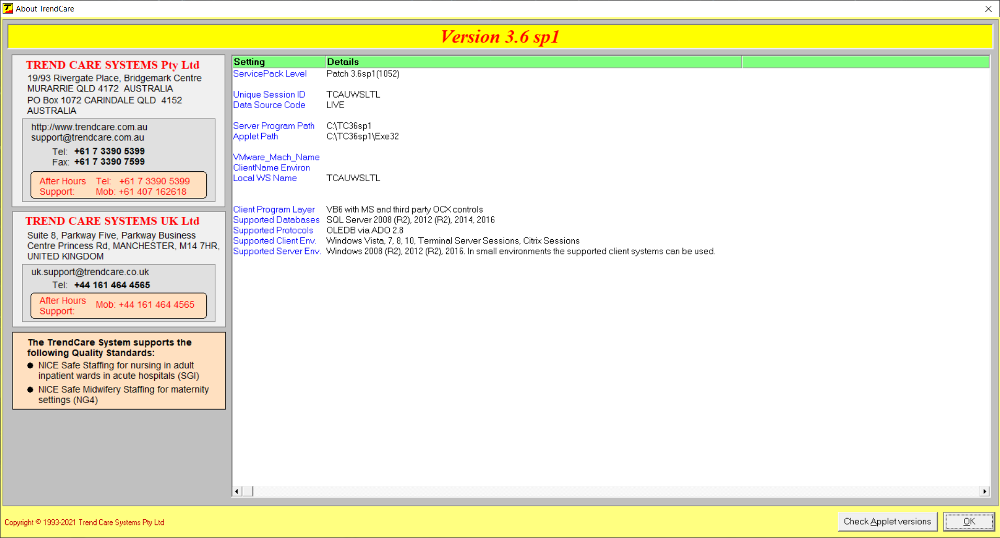 About TrendCare
Version 3.6 sp1
TREND CARE SYSTEMS Pty Ltd
19/93 Rivergate Place, Bridgemark Centre
MURARRIE QLD 4172 AUSTRALIA
PO Box 1072 CARINDALE QLD 4152
AUSTRALIA
http://www.trendcare.com.au
support@trendcare.com.au
Tel: +61 7 3390 5399
Fax: +61 7 3390 7599
After Hours Tel: +61 7 3390 5399
Support: Mob: +61 407 162618
TREND CARE SYSTEMS UK Ltd
Suite 8, Parkway Five, Parkway Business
Centre Princess Rd, MANCHESTER, M14 7HR,
UNITED KINGDOM
uk.support@trendcare.co.uk
Tel: +44 161 464 4565
After Hours
Support:
Mob: +44 161 464 4565
The TrendCare System supports the
following Quality Standards:
● NICE Safe Staffing for nursing in adult
inpatient wards in acute hospitals (SGI)
● NICE Safe Midwifery Staffing for maternity
settings (NG4)
Setting Details
ServicePack Level Patch 3.6sp1(1052)
Unique Session ID TCAUWSLTL
Data Source Code LIVE
Server Program Path C:\TC36sp1
Applet Path C:\TC36sp1\Exe32
VMware_Mach_Name
ClientName Environ
Local WS Name TCAUWSLTL
Client Program Layer VB6 with MS and third party OCX controls
Supported Databases SQL Server 2008 (R2), 2012 (R2), 2014, 2016
Supported Protocols OLEDB via ADO 2.8
Supported Client Env. Windows Vista, 7, 8, 10, Terminal Server Sessions, Citrix Sessions
Supported Server Env. Windows 2008 (R2), 2012 (R2), 2016. In small environments the supported client systems can be used.
Copyright © 1993-2021 Trend Care Systems Pty Ltd
Check Applet versions
OK